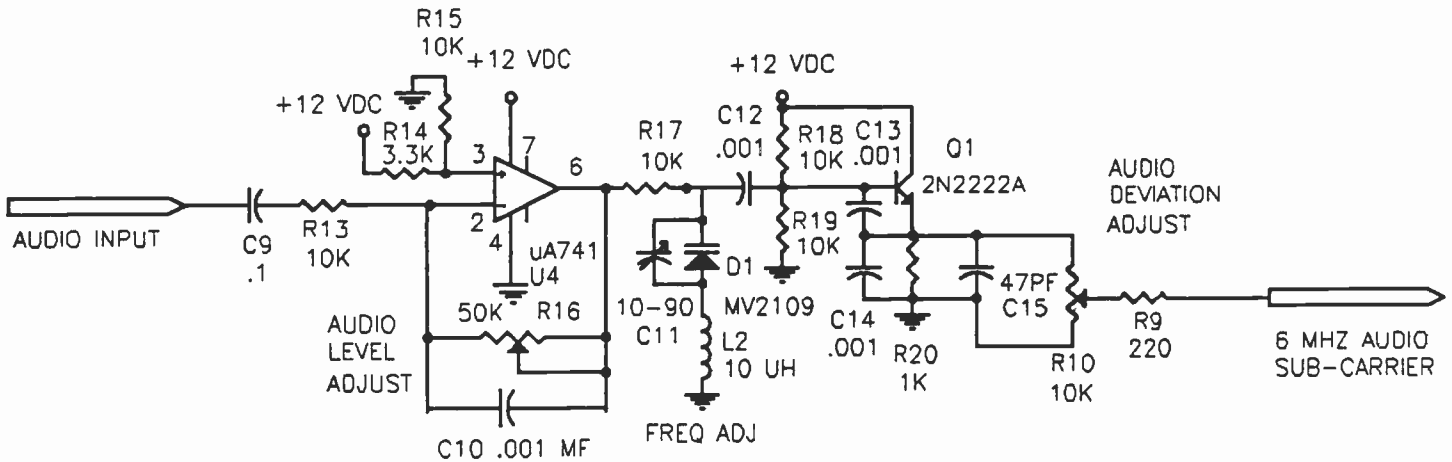 R15
10K
+12 VDC
+12 VDC
R14
3.3K
3
7
6
2
4
uA741
U4
AUDIO INPUT
C9
.1
R13
10K
50K
R16
AUDIO
LEVEL
ADJUST
C10 .001 MF
R17
10K
C12
.001
+12 VDC
R18
10K
C13
.001
Q1
2N2222A
R19
10K
D1
MV2109
10-90
C11
L2
10 UH
FREQ ADJ
C14
.001
R20
1K
47PF
C15
AUDIO
DEVIATION
ADJUST
R10
10K
R9
220
6 MHZ AUDIO
SUB-CARRIER